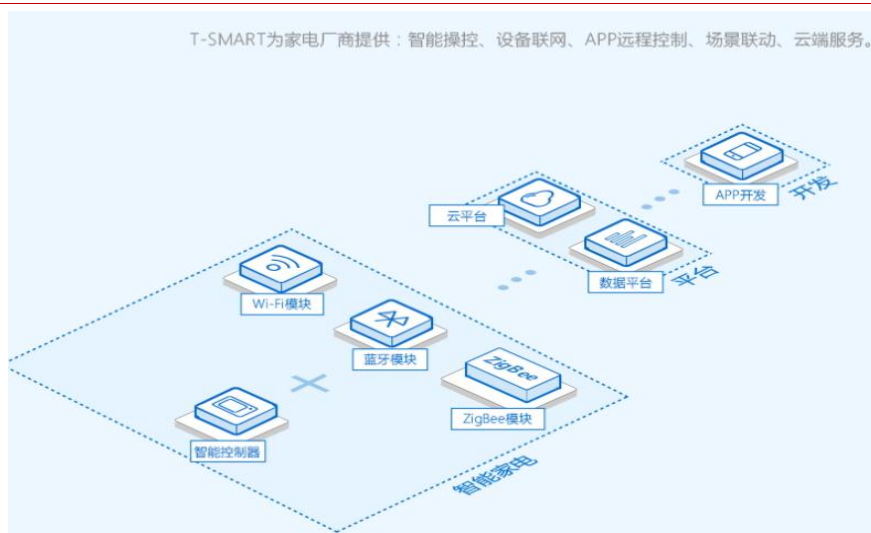 T-SMART为家电厂商提供：智能操控、设备联网、APP远程控制、场景联动、云端服务。
APP开发
开发
云平台
数据平台
平台
Wi-Fi模块
蓝牙模块
ZigBee
ZigBee模块
智能控制器
智能家电